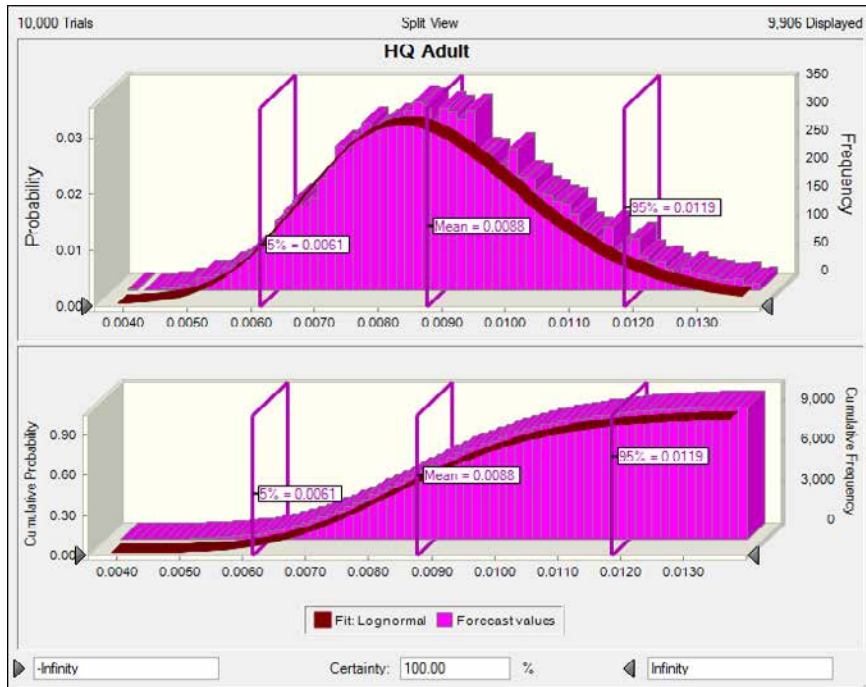 10,000 Trials Split View 9,906 Displayed
HQ Adult
Probability
0.03
0.02
0.01
0.00
Frequency
350
300
250
200
150
100
50
0
5% = 0.0061
Mean = 0.0088
95% = 0.0119
0.0040 0.0050 0.0060 0.0070 0.0080 0.0090 0.0100 0.0110 0.0120 0.0130
Cumulative Probability
0.90
0.60
0.30
0.00
Cumulative Frequency
9,000
6,000
3,000
0
5% = 0.0061
Mean = 0.0088
95% = 0.0119
0.0040 0.0050 0.0060 0.0070 0.0080 0.0090 0.0100 0.0110 0.0120 0.0130
Fit: Lognormal Forecast values
-Infinity Certainty: 100.00 % Infinity